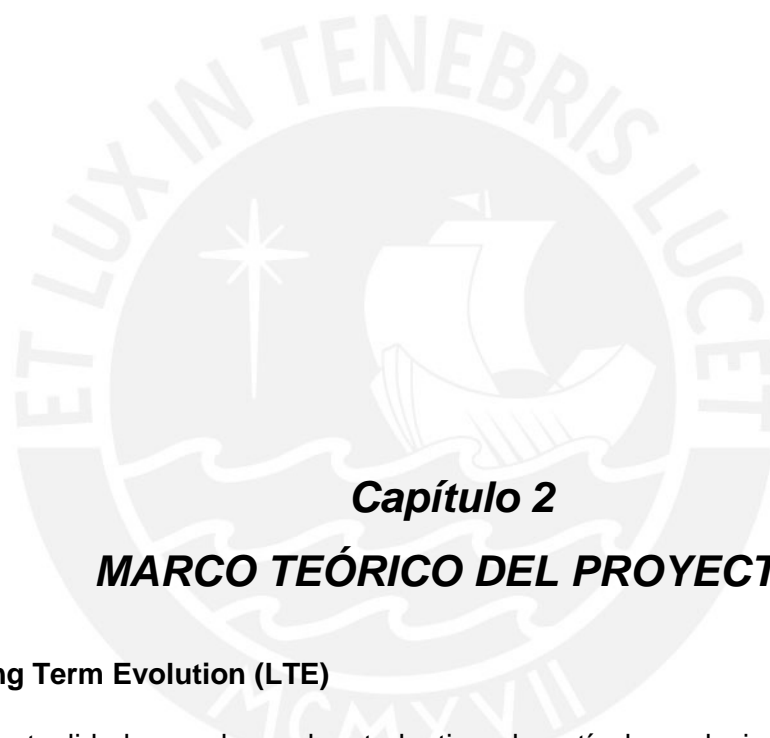 ET LUX IN TENEBRIS LUCET
Capítulo 2
MARCO TEÓRICO DEL PROYECT
ng Term Evolution (LTE)
MCMXVII